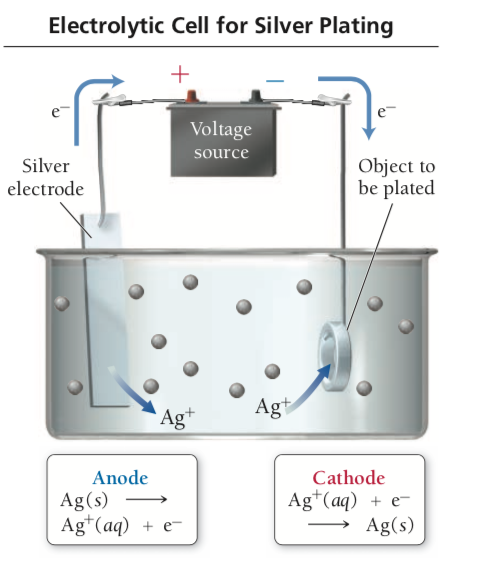 Electrolytic Cell for Silver Plating
+
−
e⁻
e⁻
Voltage
source
Silver
electrode
Object to
be plated
Ag⁺
Ag⁺
Anode
Ag(s) ⟶
Ag⁺(aq) + e⁻
Cathode
Ag⁺(aq) + e⁻
⟶ Ag(s)